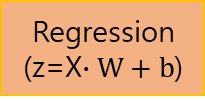 Regression
(z=X· W + b)